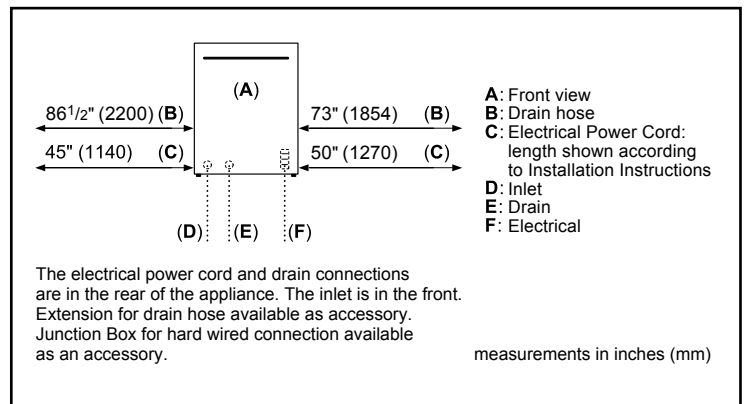 (A)
86 1/2" (2200) (B)
73" (1854) (B)
45" (1140) (C)
50" (1270) (C)
(D)
(E)
(F)
A: Front view
B: Drain hose
C: Electrical Power Cord:
length shown according
to Installation Instructions
D: Inlet
E: Drain
F: Electrical
The electrical power cord and drain connections
are in the rear of the appliance. The inlet is in the front.
Extension for drain hose available as accessory.
Junction Box for hard wired connection available
as an accessory.
measurements in inches (mm)